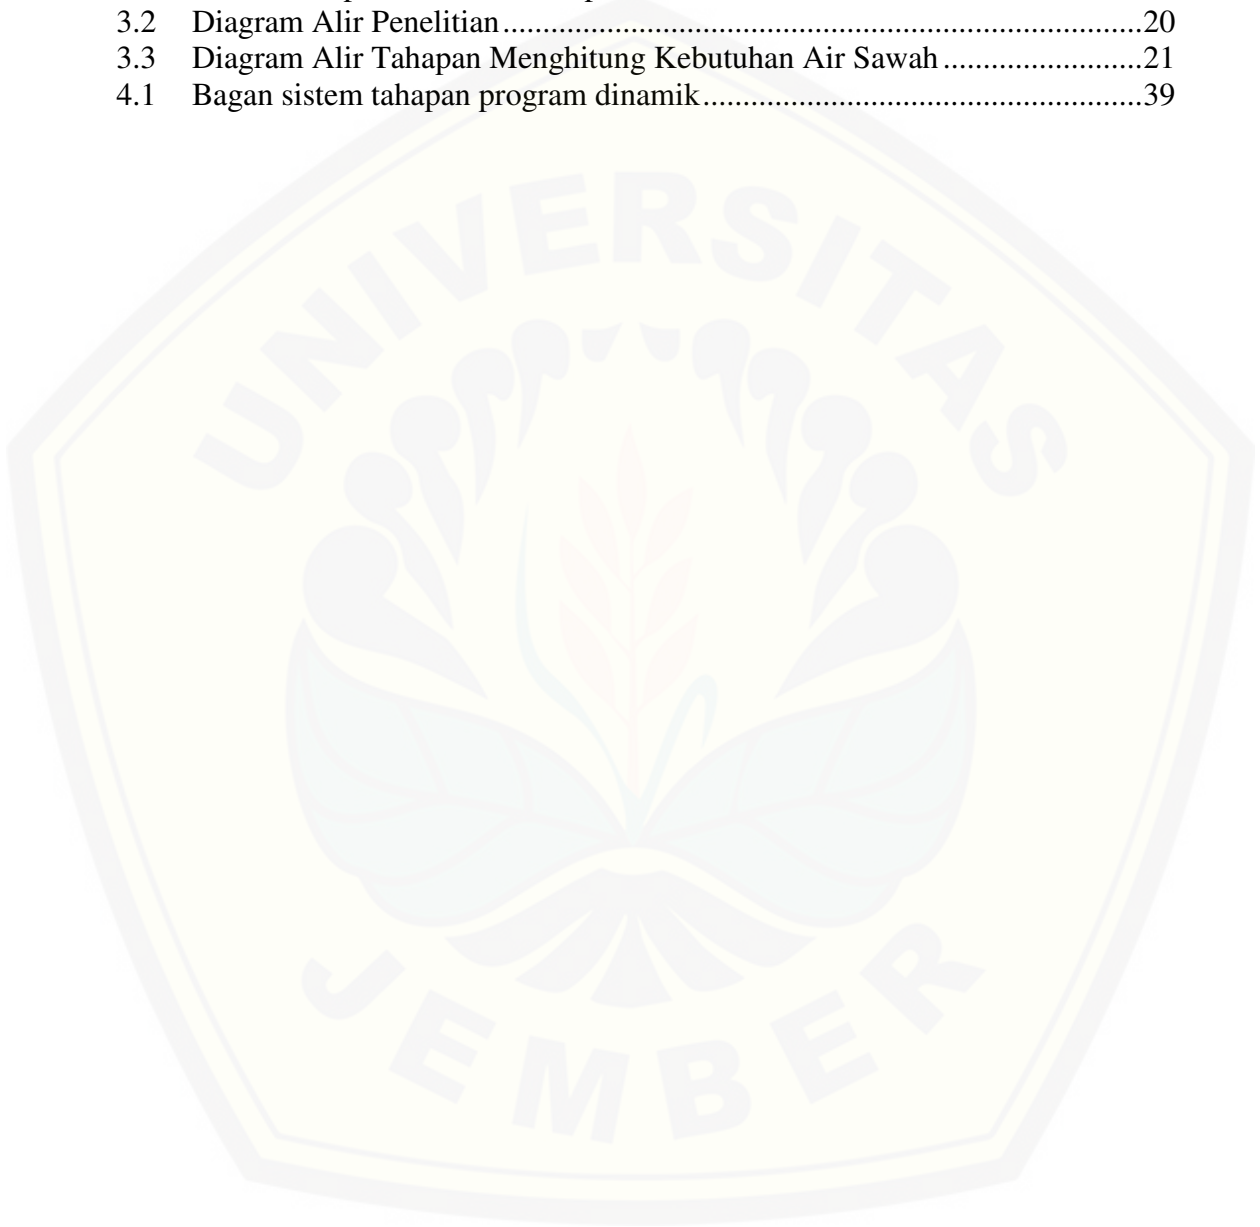 3.2 Diagram Alir Penelitian................................................................................20
3.3 Diagram Alir Tahapan Menghitung Kebutuhan Air Sawah.........................21
4.1 Bagan sistem tahapan program dinamik.......................................................39
UNIVERSITAS
JEMBER